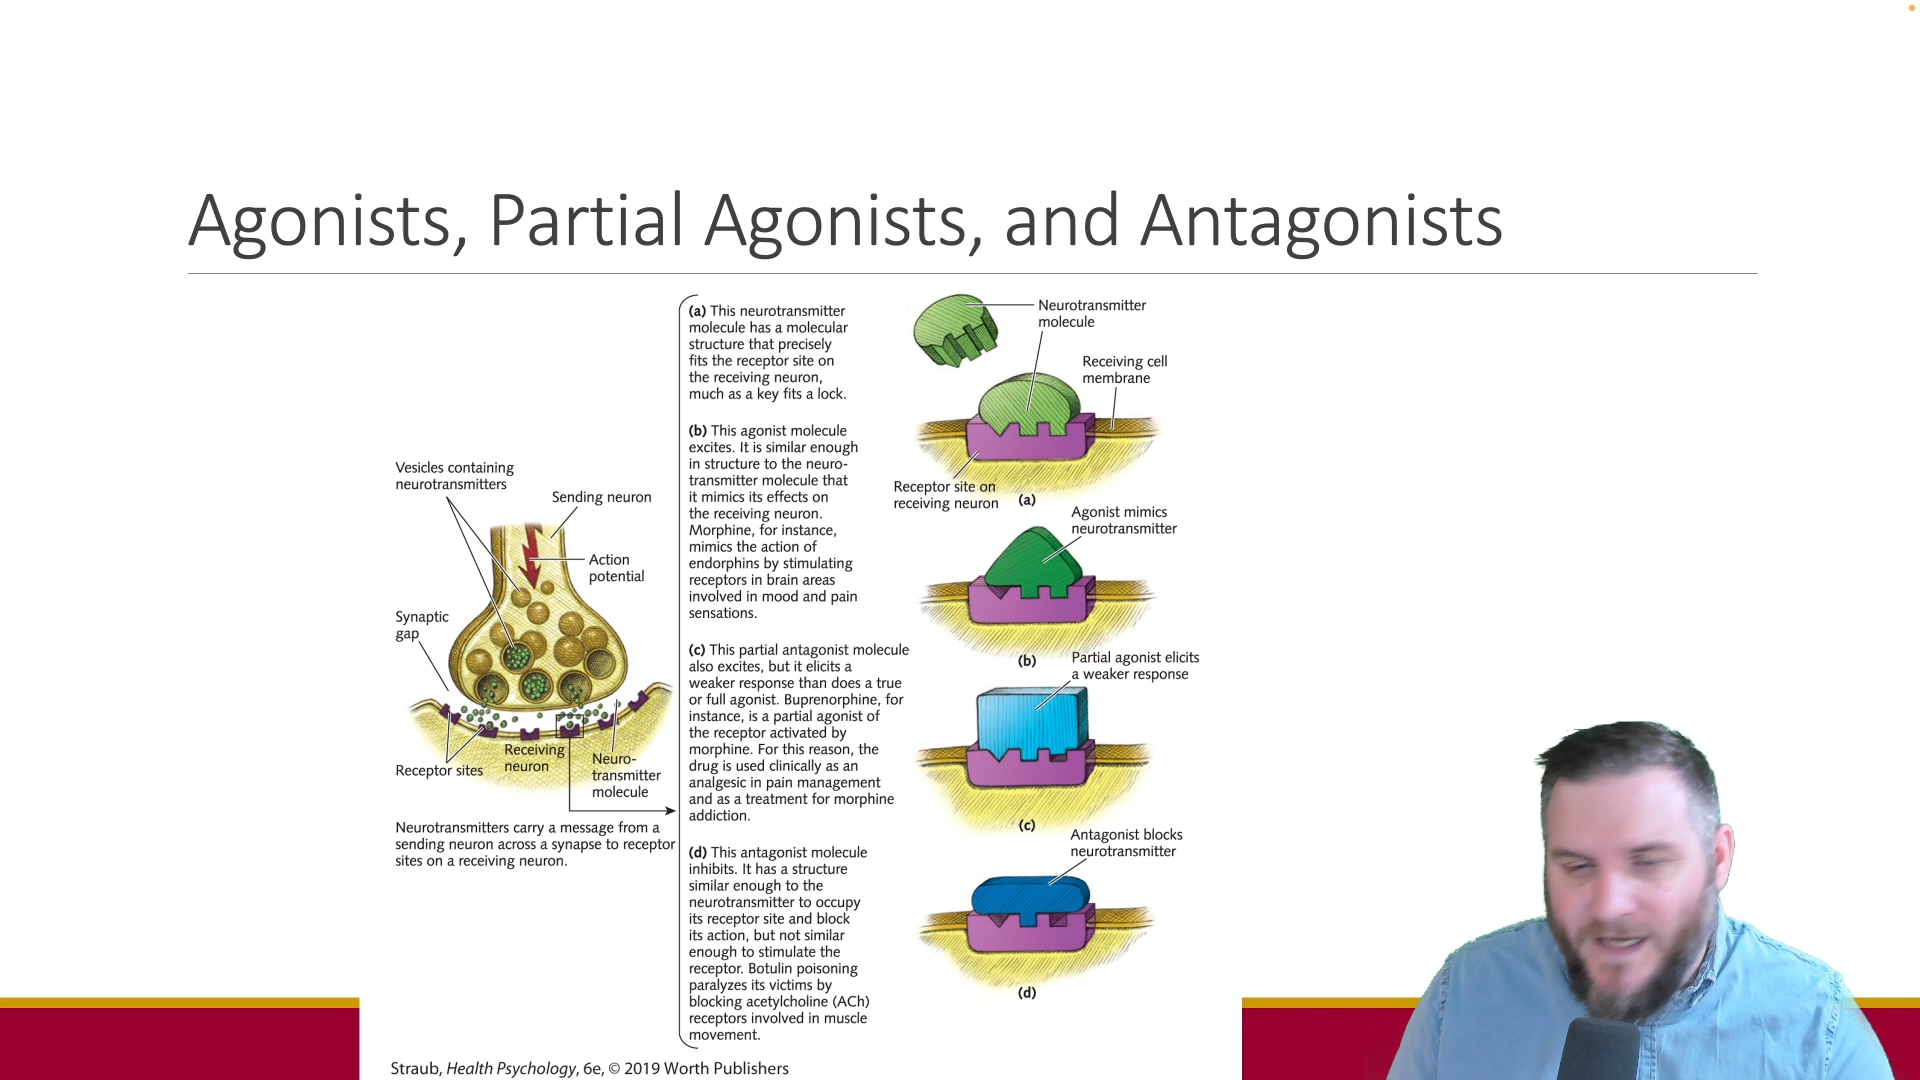 Agonists, Partial Agonists, and Antagonists
Vesicles containing
neurotransmitters
Sending neuron
Action
potential
Synaptic
gap
Receptor sites
Receiving
neuron
Neuro-
transmitter
molecule
Neurotransmitters carry a message from a
sending neuron across a synapse to receptor
sites on a receiving neuron.
(a) This neurotransmitter
molecule has a molecular
structure that precisely
fits the receptor site on
the receiving neuron,
much as a key fits a lock.
(b) This agonist molecule
excites. It is similar enough
in structure to the neuro-
transmitter molecule that
it mimics its effects on
the receiving neuron.
Morphine, for instance,
mimics the action of
endorphins by stimulating
receptors in brain areas
involved in mood and pain
sensations.
(c) This partial antagonist molecule
also excites, but it elicits a
weaker response than does a true
or full agonist. Buprenorphine, for
instance, is a partial agonist of
the receptor activated by
morphine. For this reason, the
drug is used clinically as an
analgesic in pain management
and as a treatment for morphine
addiction.
(d) This antagonist molecule
inhibits. It has a structure
similar enough to the
neurotransmitter to occupy
its receptor site and block
its action, but not similar
enough to stimulate the
receptor. Botulin poisoning
paralyzes its victims by
blocking acetylcholine (ACh)
receptors involved in muscle
movement.
Neurotransmitter
molecule
Receiving cell
membrane
Receptor site on
receiving neuron
(a)
Agonist mimics
neurotransmitter
(b)
Partial agonist elicits
a weaker response
(c)
Antagonist blocks
neurotransmitter
(d)
Straub, Health Psychology, 6e, © 2019 Worth Publishers